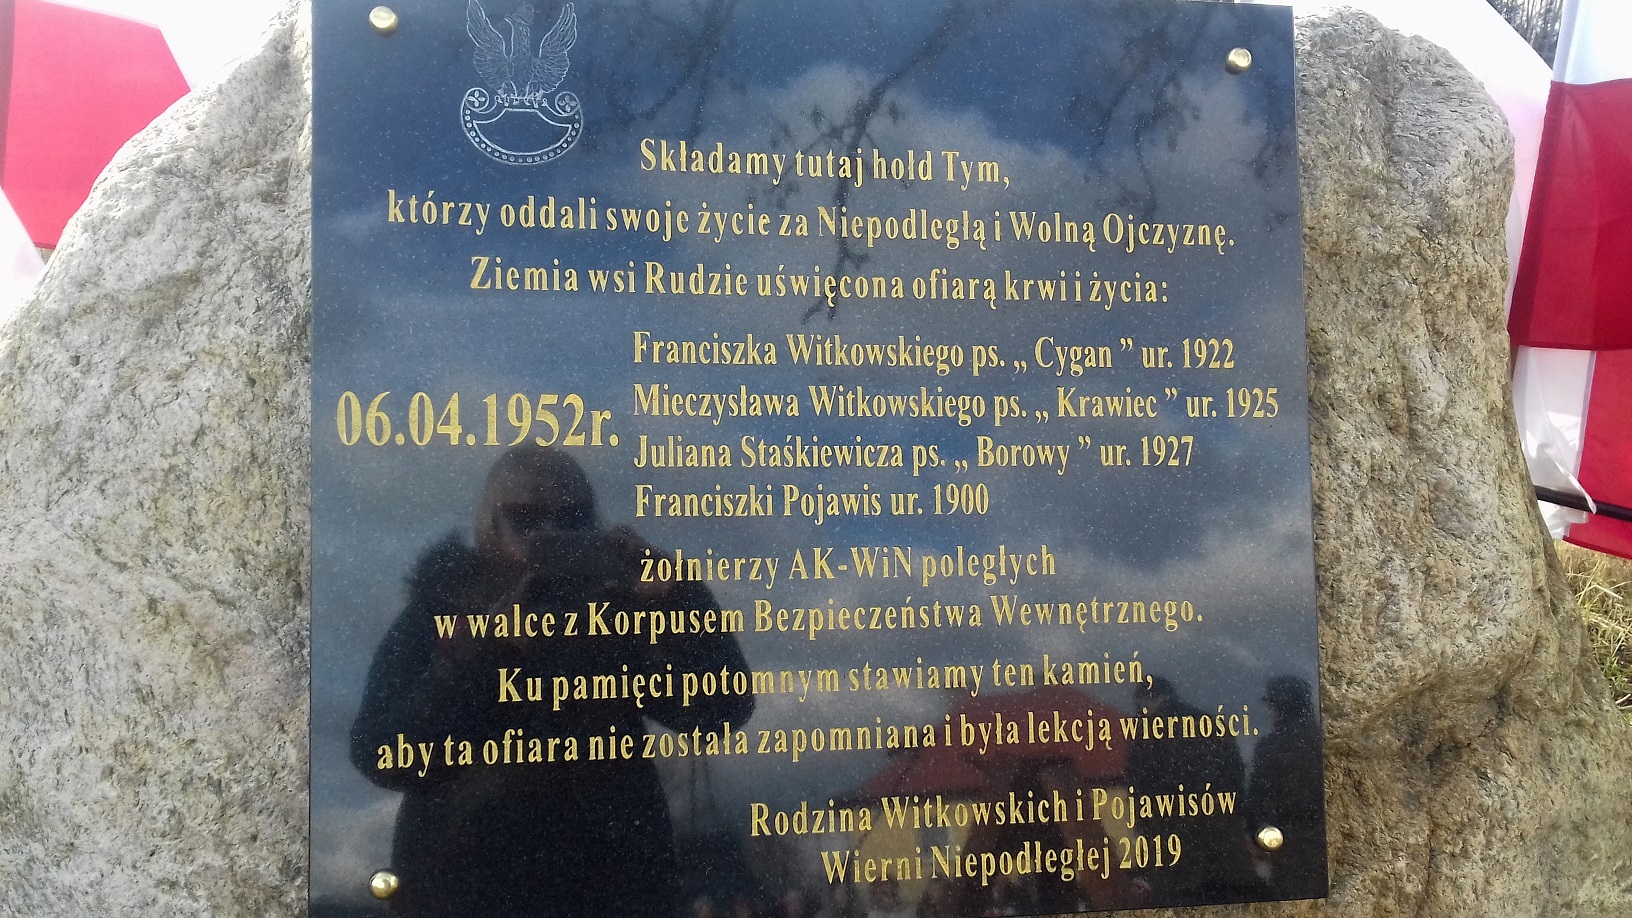 Składamy tutaj hołd Tym,
którzy oddali swoje życie za Niepodległą i Wolną Ojczyznę.
Ziemia wsi Rudzie uświęcona ofiarą krwi i życia:
Franciszka Witkowskiego ps. „ Cygan ” ur. 1922
06.04.1952r.
Mieczysława Witkowskiego ps. „ Krawiec ” ur. 1925
Juliana Staśkiewicza ps. „ Borowy ” ur. 1927
Franciszki Pojawis ur. 1900
żołnierzy AK-WiN poległych
w walce z Korpusem Bezpieczeństwa Wewnętrznego.
Ku pamięci potomnym stawiamy ten kamień,
aby ta ofiara nie została zapomniana i była lekcją wierności.
Rodzina Witkowskich i Pojawisów
Wierni Niepodległej 2019